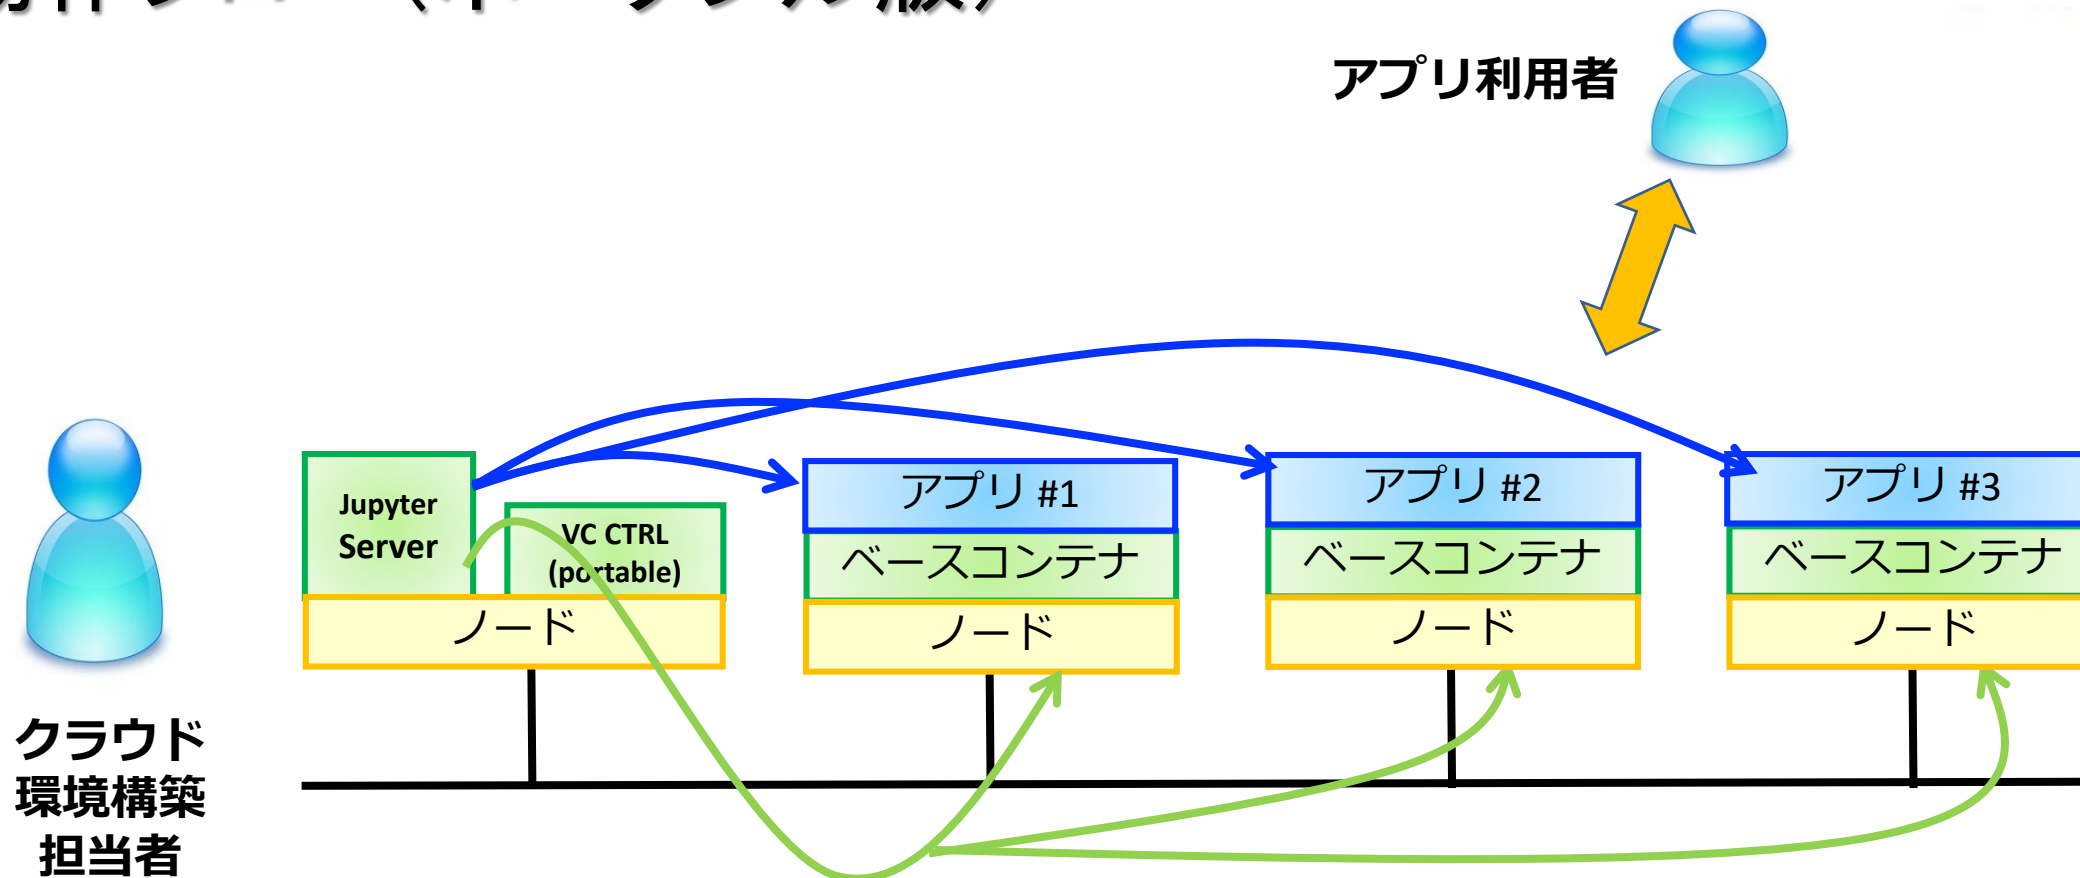 アプリ利用者
Jupyter
Server
VC CTRL
(portable)
ノード
アプリ #1
ベースコンテナ
ノード
アプリ #2
ベースコンテナ
ノード
アプリ #3
ベースコンテナ
ノード
クラウド
環境構築
担当者